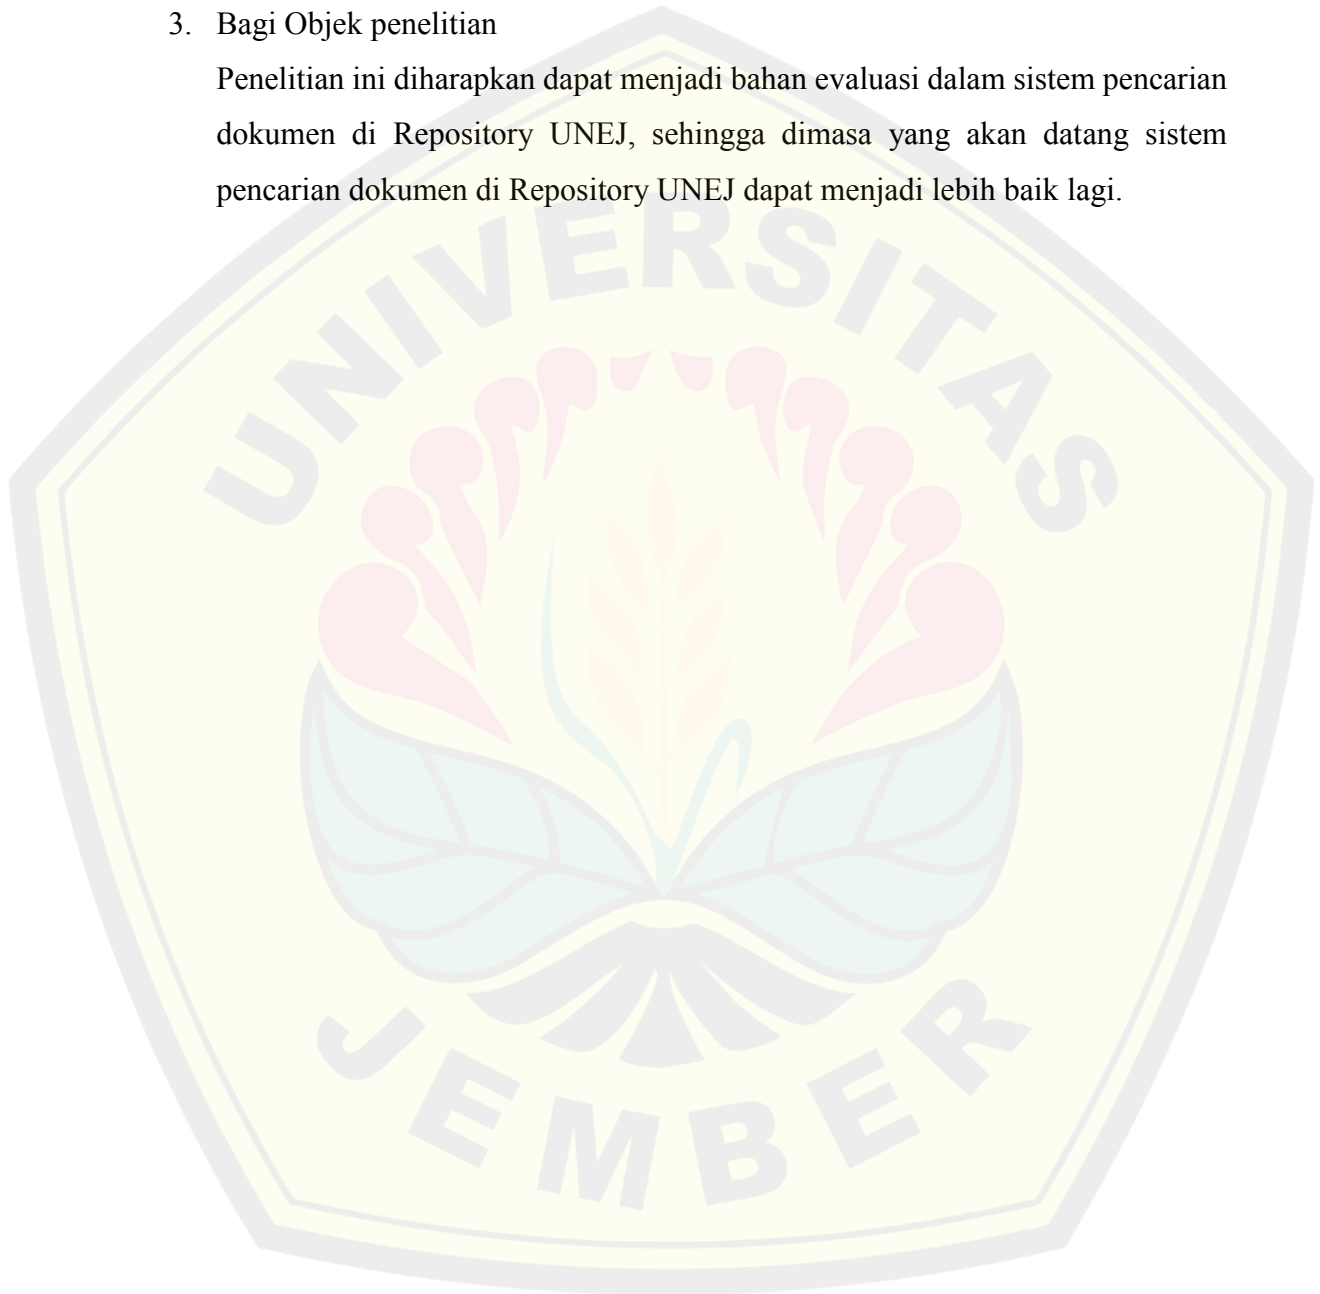 3. Bagi Objek penelitian
Penelitian ini diharapkan dapat menjadi bahan evaluasi dalam sistem pencarian
dokumen di Repository UNEJ, sehingga dimasa yang akan datang sistem
pencarian dokumen di Repository UNEJ dapat menjadi lebih baik lagi.
UNIVERSITAS
JEMBER